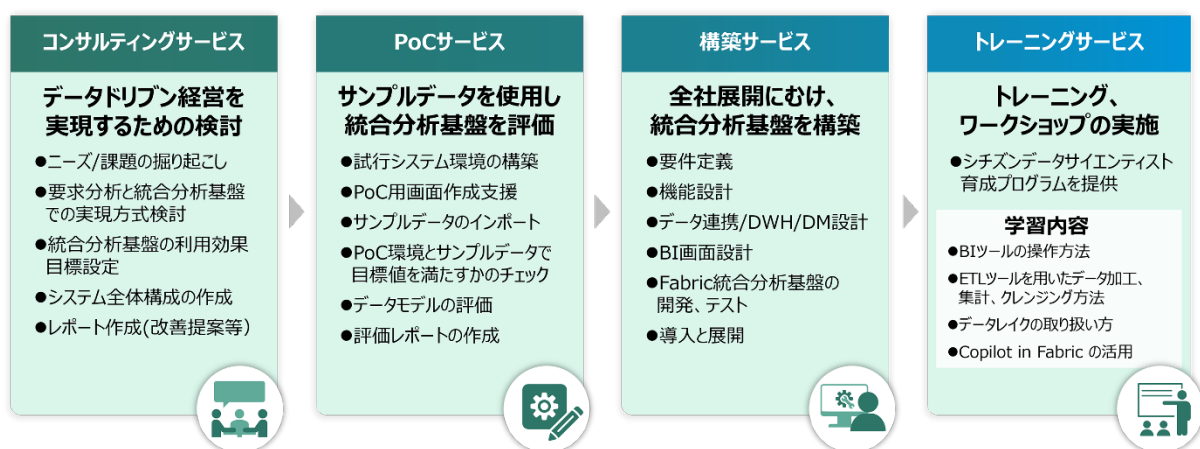 コンサルティングサービス
データドリブン経営を
実現するための検討
●ニーズ/課題の掘り起こし
●要求分析と統合分析基盤
での実現方式検討
●統合分析基盤の利用効果
目標設定
●システム全体構成の作成
●レポート作成(改善提案等）
PoCサービス
サンプルデータを使用し
統合分析基盤を評価
●試行システム環境の構築
●PoC用画面作成支援
●サンプルデータのインポート
●PoC環境とサンプルデータで
目標値を満たすかのチェック
●データモデルの評価
●評価レポートの作成
構築サービス
全社展開にむけ、
統合分析基盤を構築
●要件定義
●機能設計
●データ連携/DWH/DM設計
●BI画面設計
●Fabric統合分析基盤の
開発、テスト
●導入と展開
トレーニングサービス
トレーニング、
ワークショップの実施
●シチズンデータサイエンティスト
育成プログラムを提供
学習内容
●BIツールの操作方法
●ETLツールを用いたデータ加工、
集計、クレンジング方法
●データレイクの取り扱い方
●Copilot in Fabric の活用